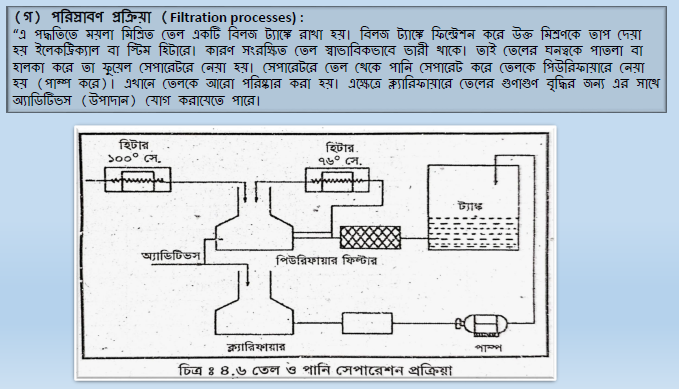 (গ) পরিস্রাবণ প্রক্রিয়া (Filtration processes) :
“এ পদ্ধতিতে ময়লা মিশ্রিত তেল একটি বিলজ ট্যাঙ্কে রাখা হয়। বিলজ ট্যাঙ্কে ফিল্ট্রেশন করে উক্ত মিশ্রণকে তাপ দেয়া
হয় ইলেকট্রিক্যাল বা স্টিম হিটারে। কারণ সংরক্ষিত তেল স্বাভাবিকভাবে ভারী থাকে। তাই তেলের ঘনত্বকে পাতলা বা
হালকা করে তা ফুয়েল সেপারেটরে নেয়া হয়। সেপারেটরে তেল থেকে পানি সেপারেট করে তেলকে পিউরিফায়ারে নেয়া
হয় (পাম্প করে)। এখানে তেলকে আরো পরিষ্কার করা হয়। এক্ষেত্রে ক্ল্যারিফায়ারে তেলের গুণাগুণ বৃদ্ধির জন্য এর সাথে
অ্যাডিটিভস (উপাদান) যোগ করাযেতে পারে।
হিটার
১০০° সে.
হিটার
৭৬° সে.
ট্যাঙ্ক
অ্যাডিটিভস
পিউরিফায়ার ফিল্টার
ক্ল্যারিফায়ার
পাম্প
চিত্র ঃ ৪.৬ তেল ও পানি সেপারেশন প্রক্রিয়া